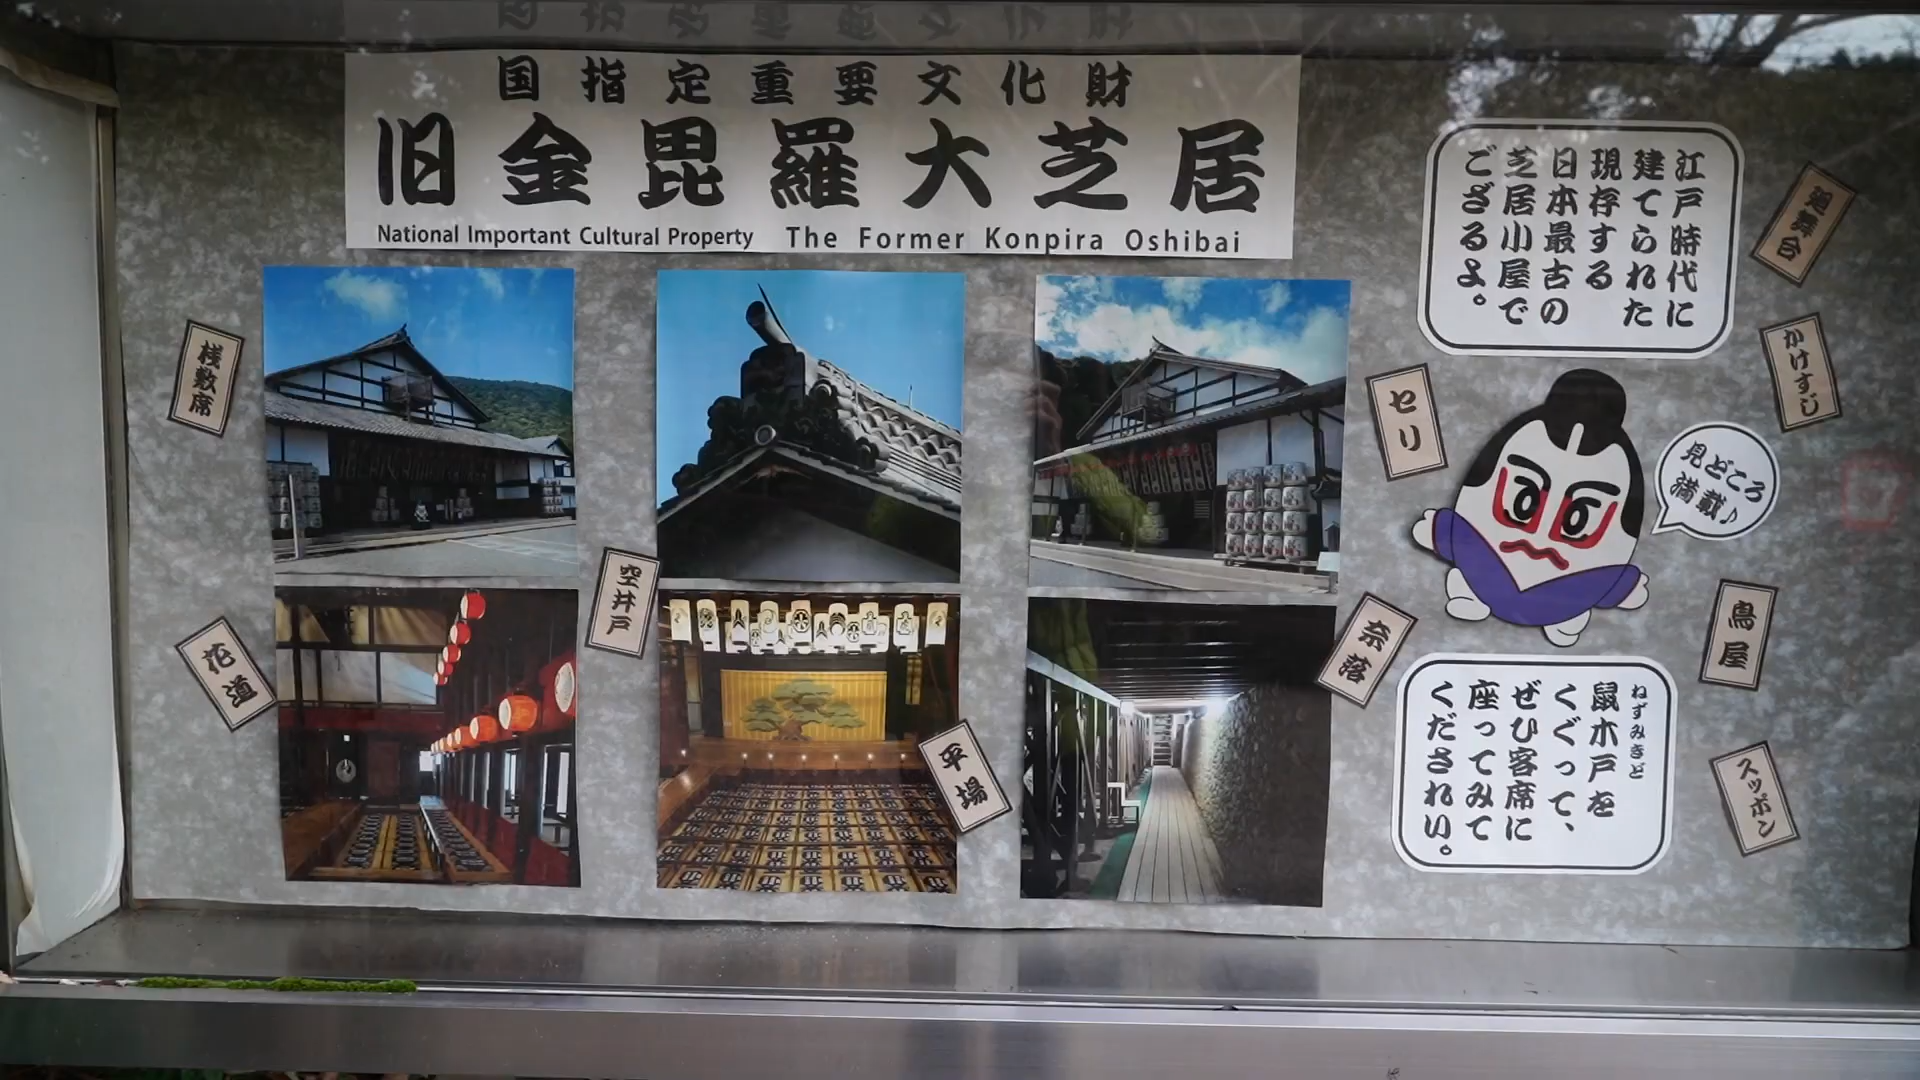 国指定重要文化財
旧金毘羅大芝居
National Important Cultural Property The Former Konpira Oshibai
江戸時代に
建てられた
現存する
日本最古の
芝居小屋で
ござるよ。
廻舞台
かけすじ
セリ
見どころ
満載♪
桟敷席
空井戸
花道
平場
奈落
鳥屋
スッポン
ねずみきど
鼠木戸を
くぐって、
ぜひ客席に
座ってみて
くだされい。